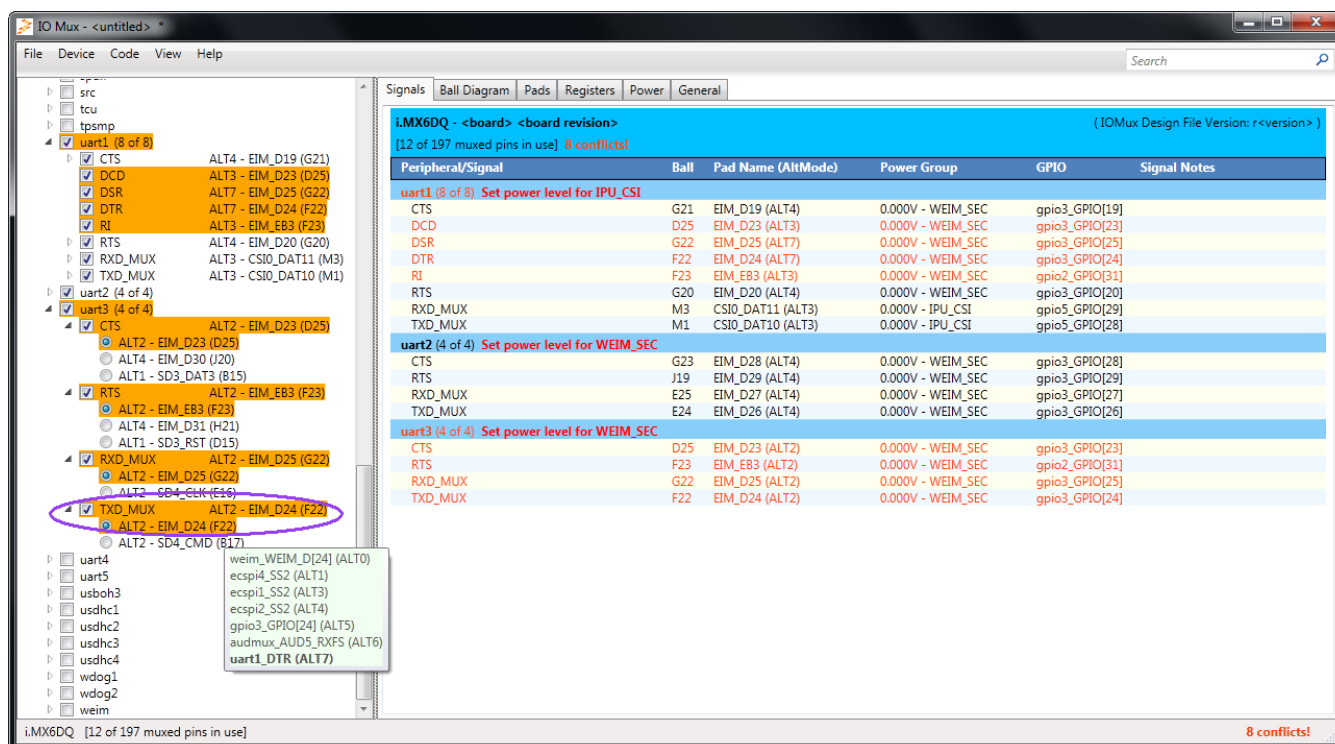 IO Mux - <untitled> *
File Device Code View Help
Search
src
tcu
tpsmp
uart1 (8 of 8)
CTS ALT4 - EIM_D19 (G21)
DCD ALT3 - EIM_D23 (D25)
DSR ALT7 - EIM_D25 (G22)
DTR ALT7 - EIM_D24 (F22)
RI ALT3 - EIM_EB3 (F23)
RTS ALT4 - EIM_D20 (G20)
RXD_MUX ALT3 - CSI0_DAT11 (M3)
TXD_MUX ALT3 - CSI0_DAT10 (M1)
uart2 (4 of 4)
uart3 (4 of 4)
CTS ALT2 - EIM_D23 (D25)
ALT2 - EIM_D23 (D25)
ALT4 - EIM_D30 (J20)
ALT1 - SD3_DAT3 (B15)
RTS ALT2 - EIM_EB3 (F23)
ALT2 - EIM_EB3 (F23)
ALT4 - EIM_D31 (H21)
ALT1 - SD3_RST (D15)
RXD_MUX ALT2 - EIM_D25 (G22)
ALT2 - EIM_D25 (G22)
ALT2 - SD4_CLK (E16)
TXD_MUX ALT2 - EIM_D24 (F22)
ALT2 - EIM_D24 (F22)
ALT2 - SD4_CMD (B17)
uart4
uart5
usboh3
usdhc1
usdhc2
usdhc3
usdhc4
wdog1
wdog2
weim
weim_WEIM_D[24] (ALT0)
ecspi4_SS2 (ALT1)
ecspi1_SS2 (ALT3)
ecspi2_SS2 (ALT4)
gpio3_GPIO[24] (ALT5)
audmux_AUD5_RXFS (ALT6)
uart1_DTR (ALT7)
Signals Ball Diagram Pads Registers Power General
i.MX6DQ - <board> <board revision> ( IOMux Design File Version: r<version> )
[12 of 197 muxed pins in use] 8 conflicts!
Peripheral/Signal Ball Pad Name (AltMode) Power Group GPIO Signal Notes
uart1 (8 of 8) Set power level for IPU_CSI
CTS G21 EIM_D19 (ALT4) 0.000V - WEIM_SEC gpio3_GPIO[19]
DCD D25 EIM_D23 (ALT3) 0.000V - WEIM_SEC gpio3_GPIO[23]
DSR G22 EIM_D25 (ALT7) 0.000V - WEIM_SEC gpio3_GPIO[25]
DTR F22 EIM_D24 (ALT7) 0.000V - WEIM_SEC gpio3_GPIO[24]
RI F23 EIM_EB3 (ALT3) 0.000V - WEIM_SEC gpio2_GPIO[31]
RTS G20 EIM_D20 (ALT4) 0.000V - WEIM_SEC gpio3_GPIO[20]
RXD_MUX M3 CSI0_DAT11 (ALT3) 0.000V - IPU_CSI gpio5_GPIO[29]
TXD_MUX M1 CSI0_DAT10 (ALT3) 0.000V - IPU_CSI gpio5_GPIO[28]
uart2 (4 of 4) Set power level for WEIM_SEC
CTS G23 EIM_D28 (ALT4) 0.000V - WEIM_SEC gpio3_GPIO[28]
RTS J19 EIM_D29 (ALT4) 0.000V - WEIM_SEC gpio3_GPIO[29]
RXD_MUX E25 EIM_D27 (ALT4) 0.000V - WEIM_SEC gpio3_GPIO[27]
TXD_MUX E24 EIM_D26 (ALT4) 0.000V - WEIM_SEC gpio3_GPIO[26]
uart3 (4 of 4) Set power level for WEIM_SEC
CTS D25 EIM_D23 (ALT2) 0.000V - WEIM_SEC gpio3_GPIO[23]
RTS F23 EIM_EB3 (ALT2) 0.000V - WEIM_SEC gpio2_GPIO[31]
RXD_MUX G22 EIM_D25 (ALT2) 0.000V - WEIM_SEC gpio3_GPIO[25]
TXD_MUX F22 EIM_D24 (ALT2) 0.000V - WEIM_SEC gpio3_GPIO[24]
i.MX6DQ [12 of 197 muxed pins in use] 8 conflicts!